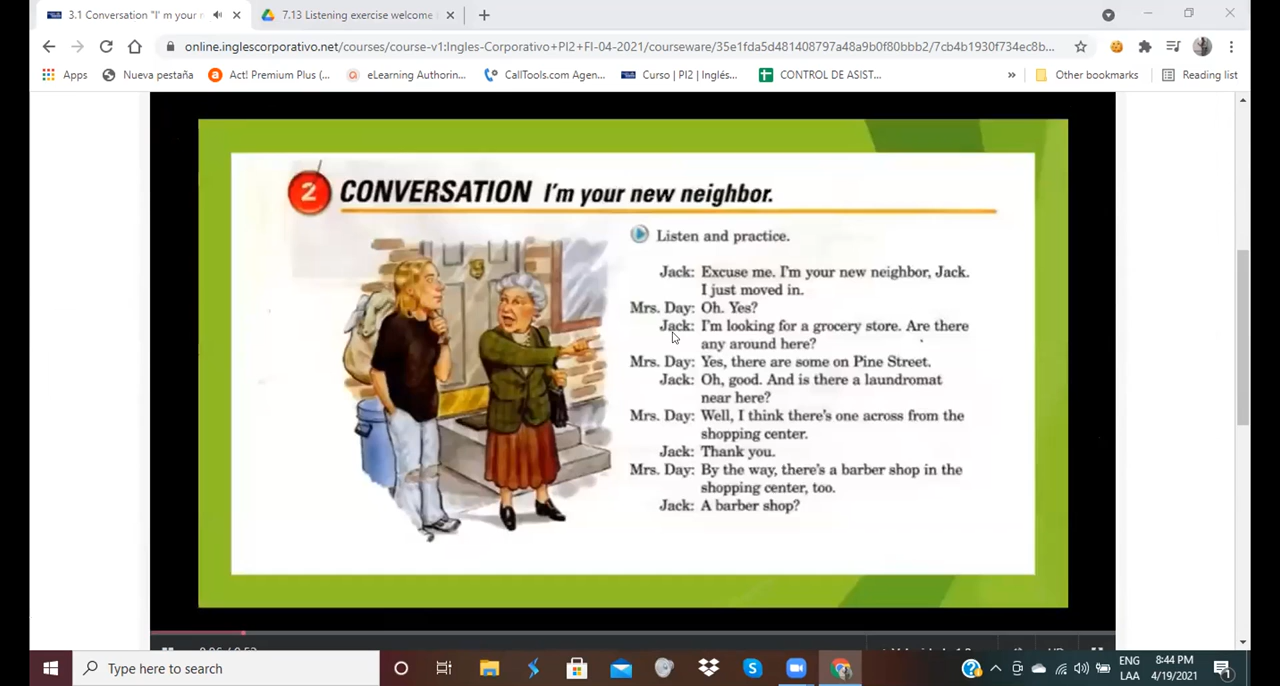 3.1 Conversation "I' m your r
7.13 Listening exercise welcome
online.inglescorporativo.net/courses/course-v1:Ingles-Corporativo+PI2+FI-04-2021/courseware/35e1fda5d481408797a48a9b0f80bbb2/7cb4b1930f734ec8b...
Apps
Nueva pestaña
Act! Premium Plus (...
eLearning Authorin...
CallTools.com Agen...
Curso | PI2 | Inglés...
CONTROL DE ASIST...
»
Other bookmarks
Reading list
2 CONVERSATION I'm your new neighbor.
Listen and practice.
Jack: Excuse me. I'm your new neighbor, Jack.
I just moved in.
Mrs. Day: Oh. Yes?
Jack: I'm looking for a grocery store. Are there
any around here?
Mrs. Day: Yes, there are some on Pine Street.
Jack: Oh, good. And is there a laundromat
near here?
Mrs. Day: Well, I think there's one across from the
shopping center.
Jack: Thank you.
Mrs. Day: By the way, there's a barber shop in the
shopping center, too.
Jack: A barber shop?
Type here to search
ENG
LAA
8:44 PM
4/19/2021